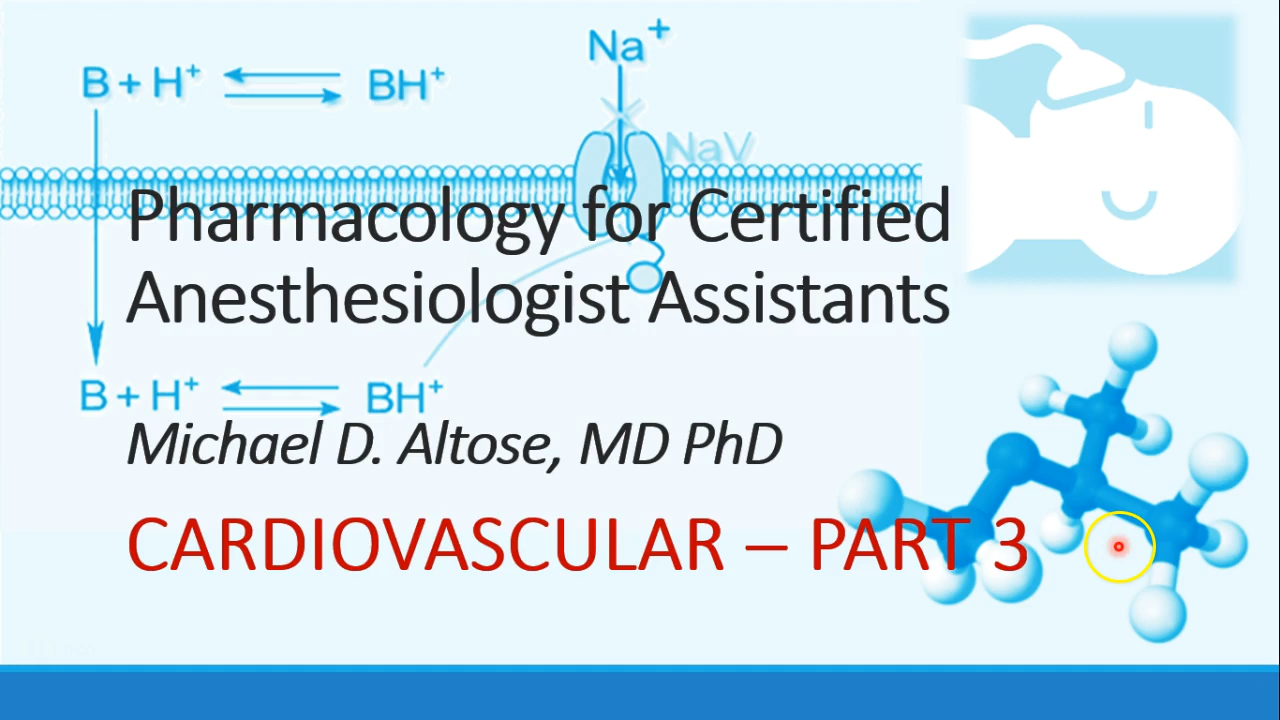 Na⁺
B + H⁺ BH⁺
NaV
Pharmacology for Certified
Anesthesiologist Assistants
B + H⁺ BH⁺
Michael D. Altose, MD PhD
CARDIOVASCULAR – PART 3